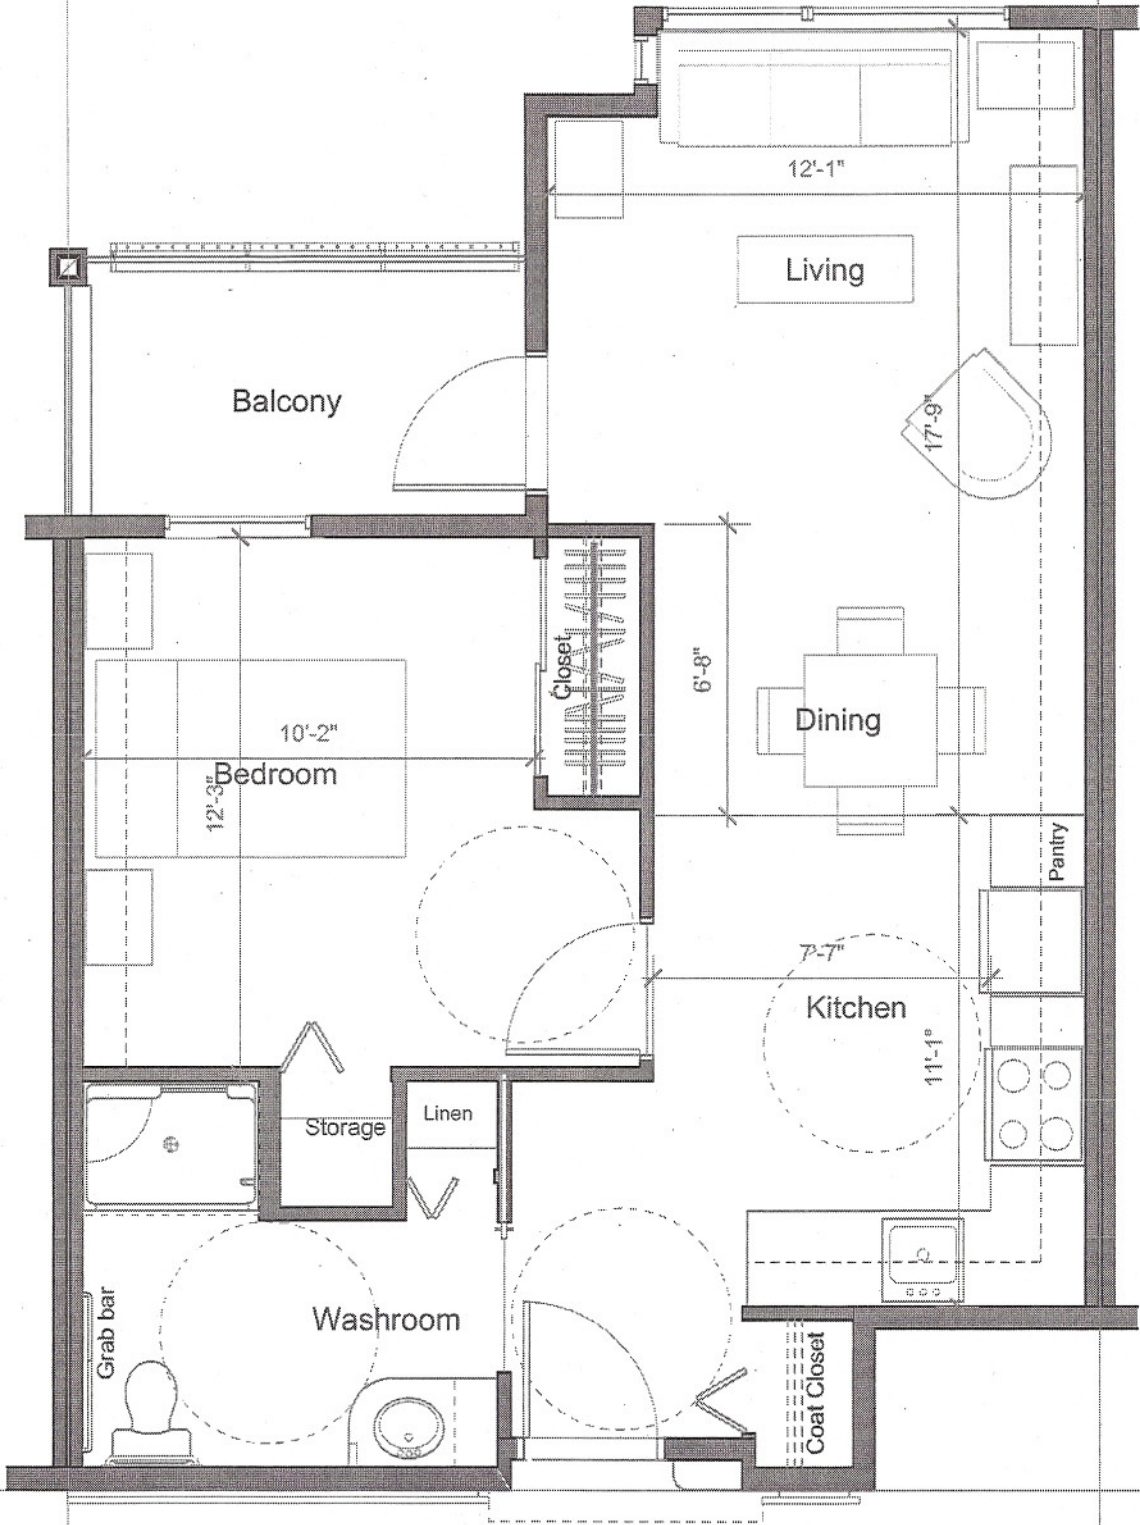 12'-1"
Living
Balcony
17'-9"
Closet
6'-8"
Dining
10'-2"
Bedroom
12'-3"
Pantry
7'-7"
Kitchen
11'-1"
Linen
Storage
Grab bar
Washroom
Coat Closet